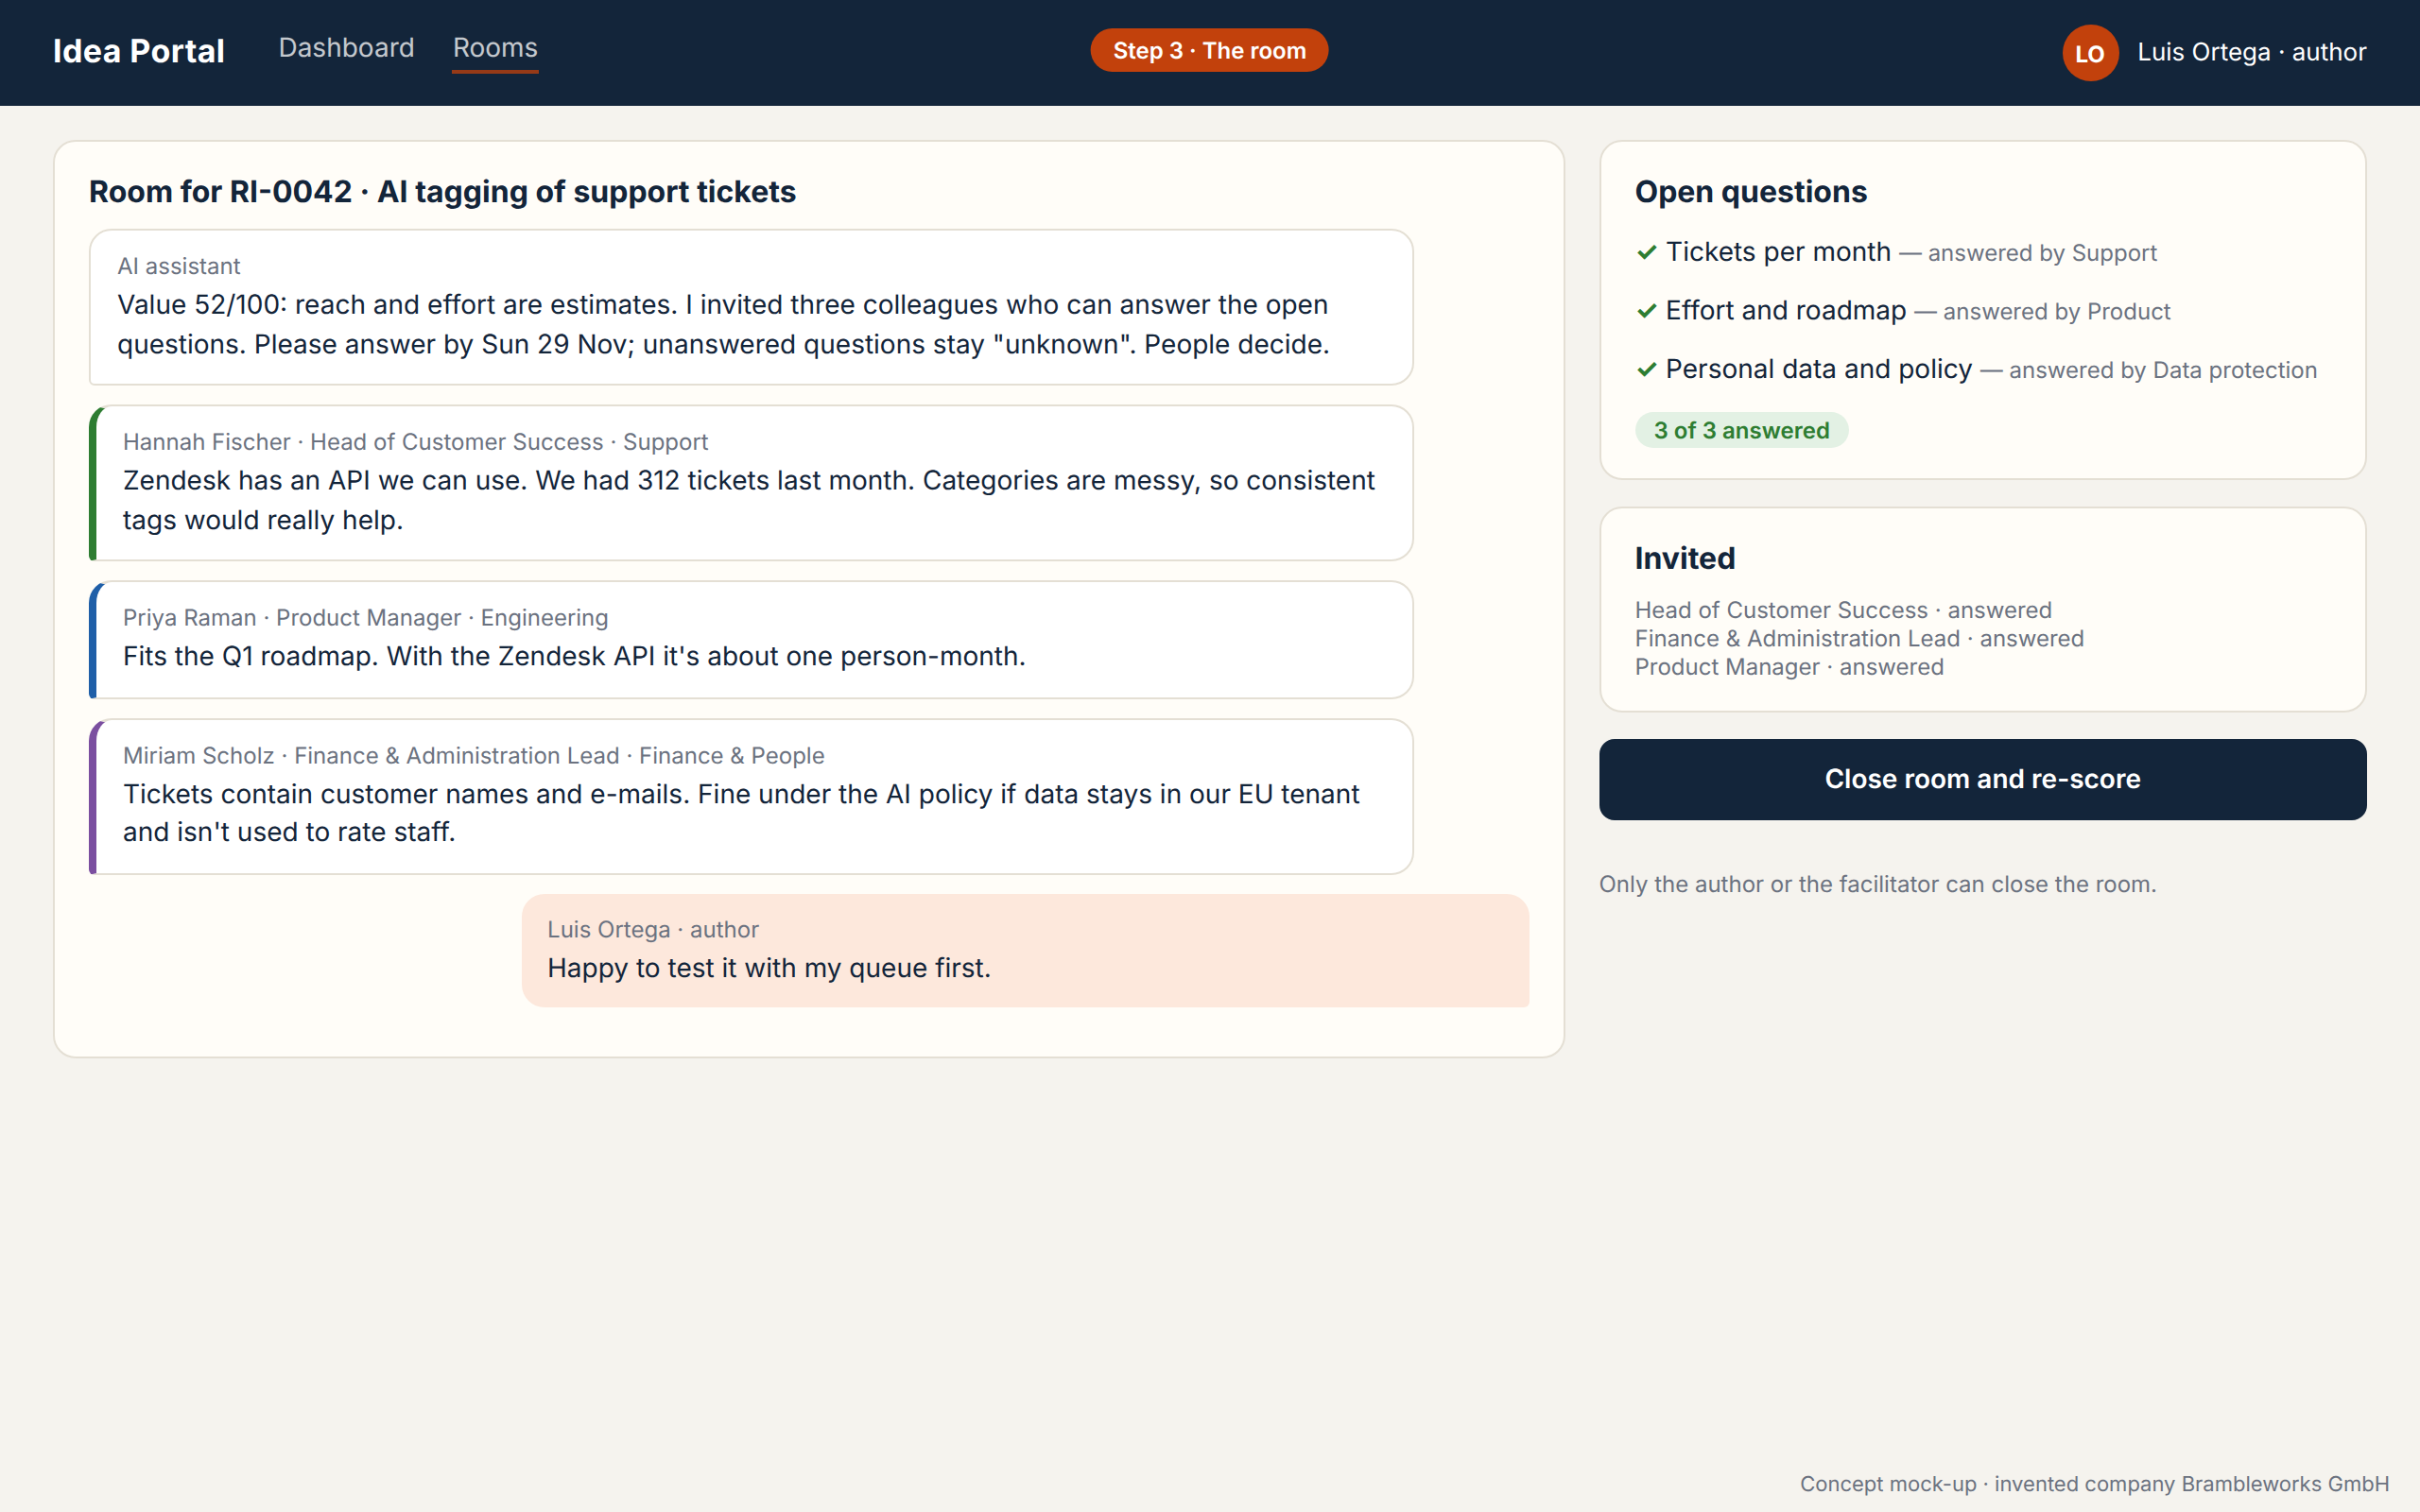 Idea Portal
Dashboard
Rooms
Step 3 · The room
LO
Luis Ortega · author
Room for RI-0042 · AI tagging of support tickets
AI assistant
Value 52/100: reach and effort are estimates. I invited three colleagues who can answer the open
questions. Please answer by Sun 29 Nov; unanswered questions stay "unknown". People decide.
Hannah Fischer · Head of Customer Success · Support
Zendesk has an API we can use. We had 312 tickets last month. Categories are messy, so consistent
tags would really help.
Priya Raman · Product Manager · Engineering
Fits the Q1 roadmap. With the Zendesk API it's about one person-month.
Miriam Scholz · Finance & Administration Lead · Finance & People
Tickets contain customer names and e-mails. Fine under the AI policy if data stays in our EU tenant
and isn't used to rate staff.
Luis Ortega · author
Happy to test it with my queue first.
Open questions
✓ Tickets per month — answered by Support
✓ Effort and roadmap — answered by Product
✓ Personal data and policy — answered by Data protection
3 of 3 answered
Invited
Head of Customer Success · answered
Finance & Administration Lead · answered
Product Manager · answered
Close room and re-score
Only the author or the facilitator can close the room.
Concept mock-up · invented company Brambleworks GmbH